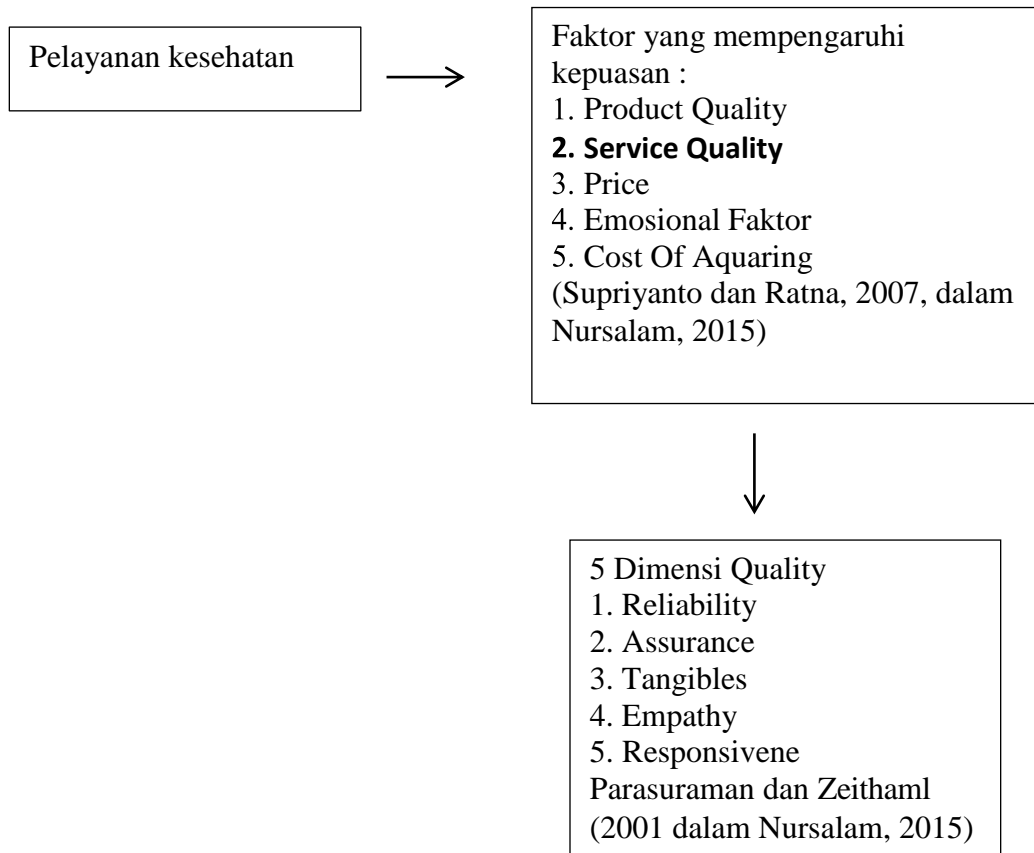 Pelayanan kesehatan
Faktor yang mempengaruhi
kepuasan :
1. Product Quality
2. Service Quality
3. Price
4. Emosional Faktor
5. Cost Of Aquaring
(Supriyanto dan Ratna, 2007, dalam
Nursalam, 2015)
5 Dimensi Quality
1. Reliability
2. Assurance
3. Tangibles
4. Empathy
5. Responsivene
Parasuraman dan Zeithaml
(2001 dalam Nursalam, 2015)